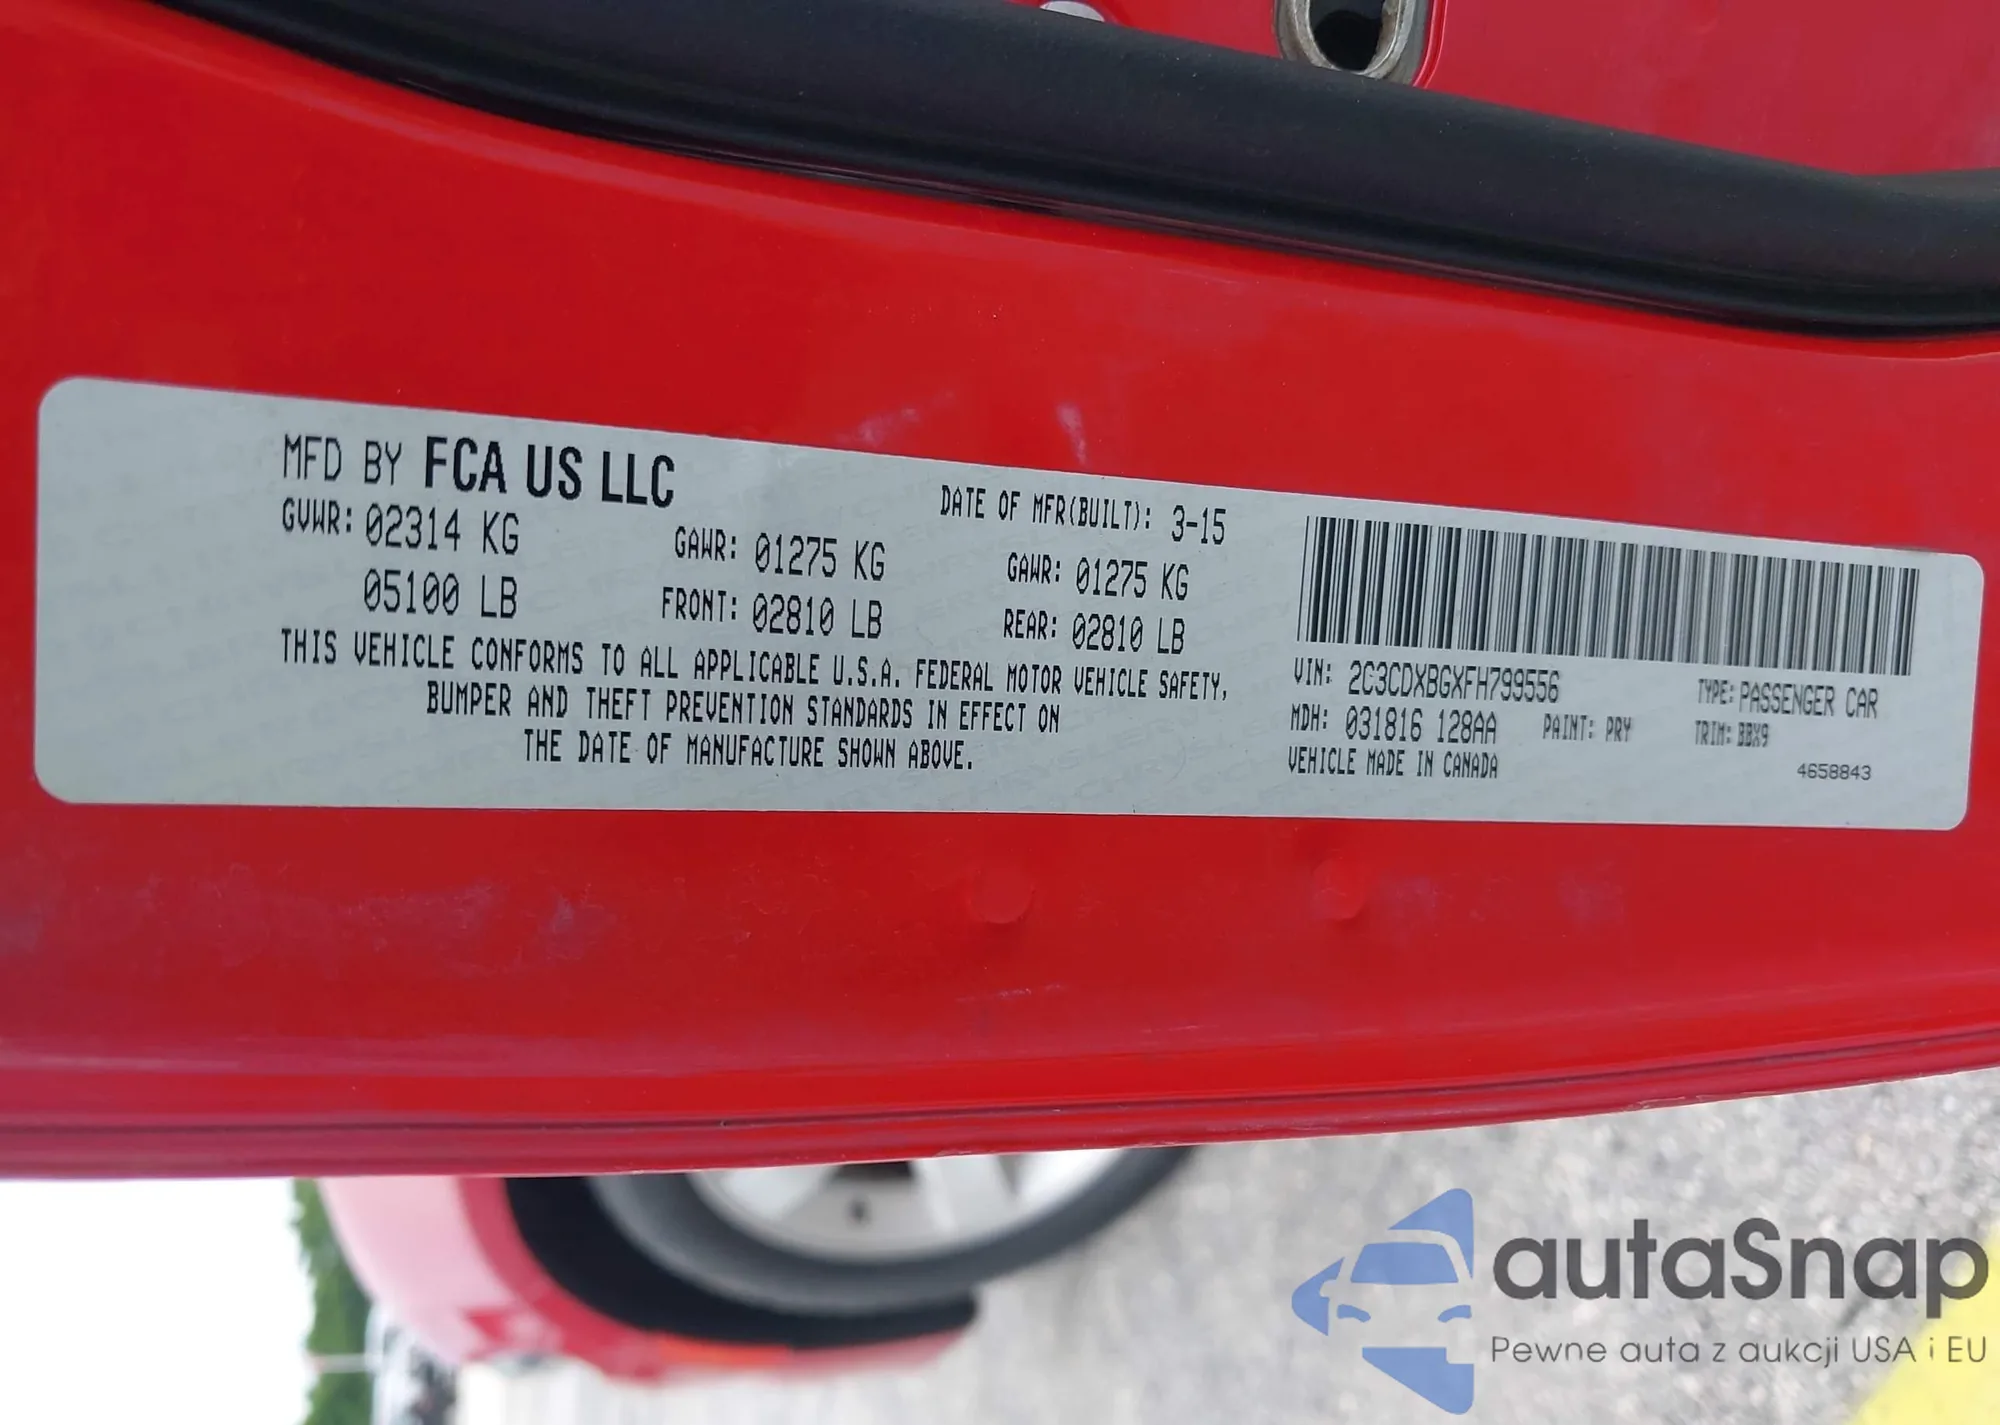 MFD BY FCA US LLC
DATE OF MFR(BUILT): 3-15
GVWR: 02314 KG
05100 LB
GAWR: 01275 KG
FRONT: 02810 LB
GAWR: 01275 KG
REAR: 02810 LB
THIS VEHICLE CONFORMS TO ALL APPLICABLE U.S.A. FEDERAL MOTOR VEHICLE SAFETY,
BUMPER AND THEFT PREVENTION STANDARDS IN EFFECT ON
THE DATE OF MANUFACTURE SHOWN ABOVE.
VIN: 2C3CDXBGXFH799556
TYPE: PASSENGER CAR
MDH: 031816 128AA
PAINT: PRY
TRIM: BBX9
VEHICLE MADE IN CANADA
4658843
autaSnap
Pewne auta z aukcji USA i EU